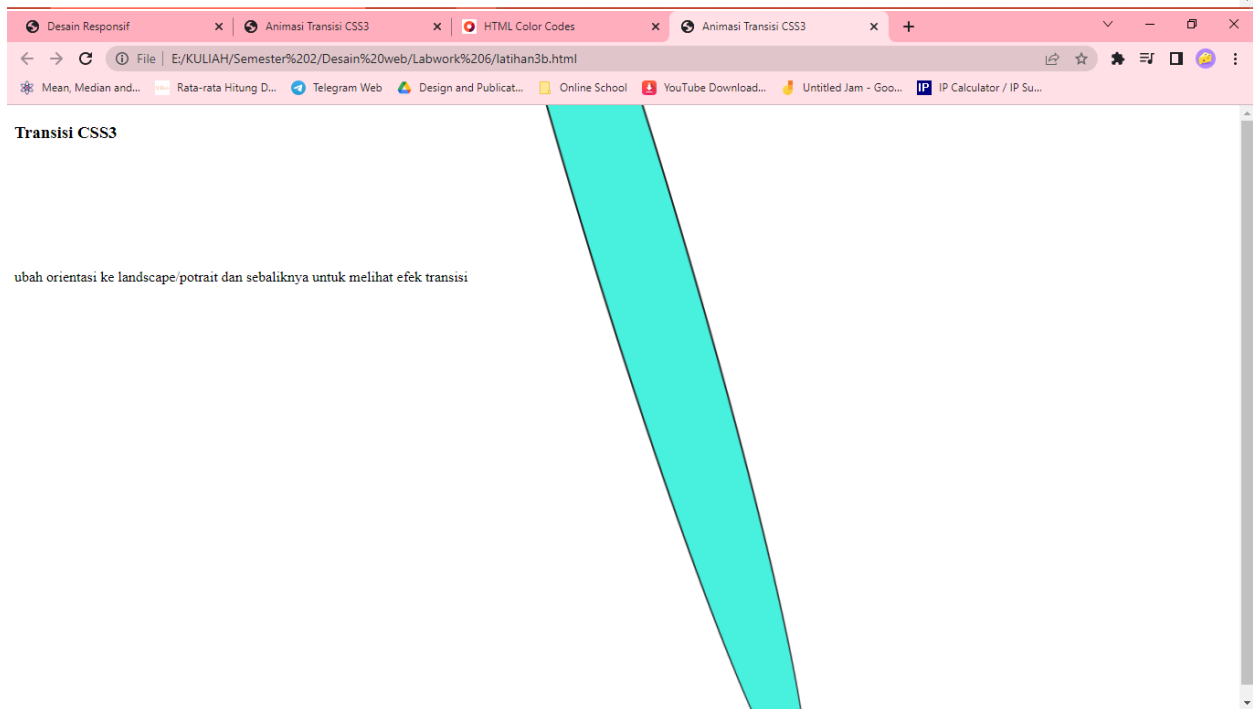 Desain Responsif
Animasi Transisi CSS3
HTML Color Codes
Animasi Transisi CSS3
File | E:/KULIAH/Semester%202/Desain%20web/Labwork%206/latihan3b.html
Mean, Median and...
Rata-rata Hitung D...
Telegram Web
Design and Publicat...
Online School
YouTube Download...
Untitled Jam - Goo...
IP
IP Calculator / IP Su...
Transisi CSS3
ubah orientasi ke landscape/potrait dan sebaliknya untuk melihat efek transisi